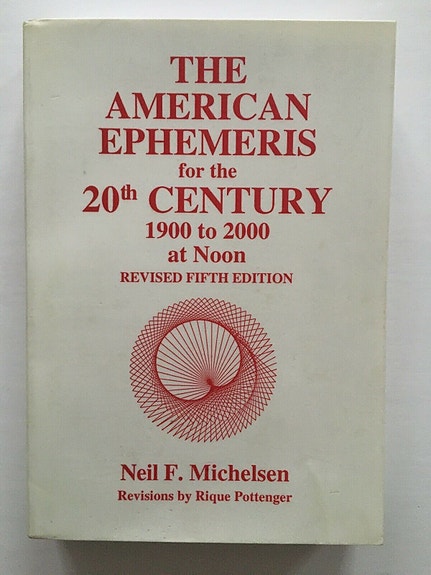 THE
AMERICAN
EPHEMERIS
for the
20th CENTURY
1900 to 2000
at Noon
REVISED FIFTH EDITION
Neil F. Michelsen
Revisions by Rique Pottenger